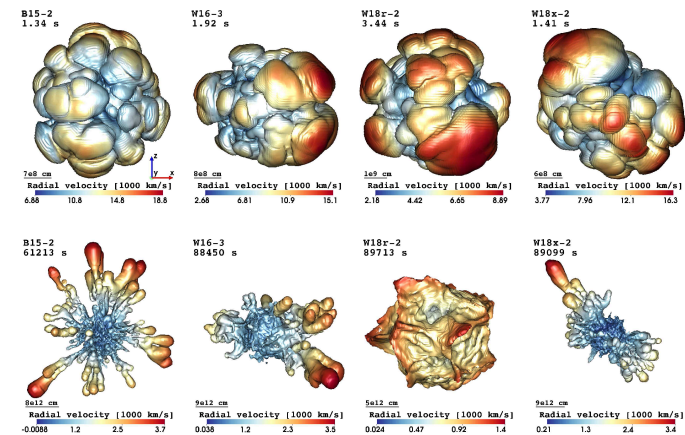 B15-2
1.34 s
W16-3
1.92 s
W18r-2
3.44 s
W18x-2
1.41 s
z
y x
7e8 cm
8e8 cm
1e9 cm
6e8 cm
Radial velocity [1000 km/s]
Radial velocity [1000 km/s]
Radial velocity [1000 km/s]
Radial velocity [1000 km/s]
6.88 10.8 14.8 18.8
2.68 6.81 10.9 15.1
2.18 4.42 6.65 8.89
3.77 7.96 12.1 16.3
B15-2
61213 s
W16-3
88450 s
W18r-2
89713 s
W18x-2
89099 s
8e12 cm
9e12 cm
5e12 cm
9e12 cm
Radial velocity [1000 km/s]
Radial velocity [1000 km/s]
Radial velocity [1000 km/s]
Radial velocity [1000 km/s]
-0.0088 1.2 2.5 3.7
0.038 1.2 2.3 3.5
0.024 0.47 0.92 1.4
0.21 1.3 2.4 3.4